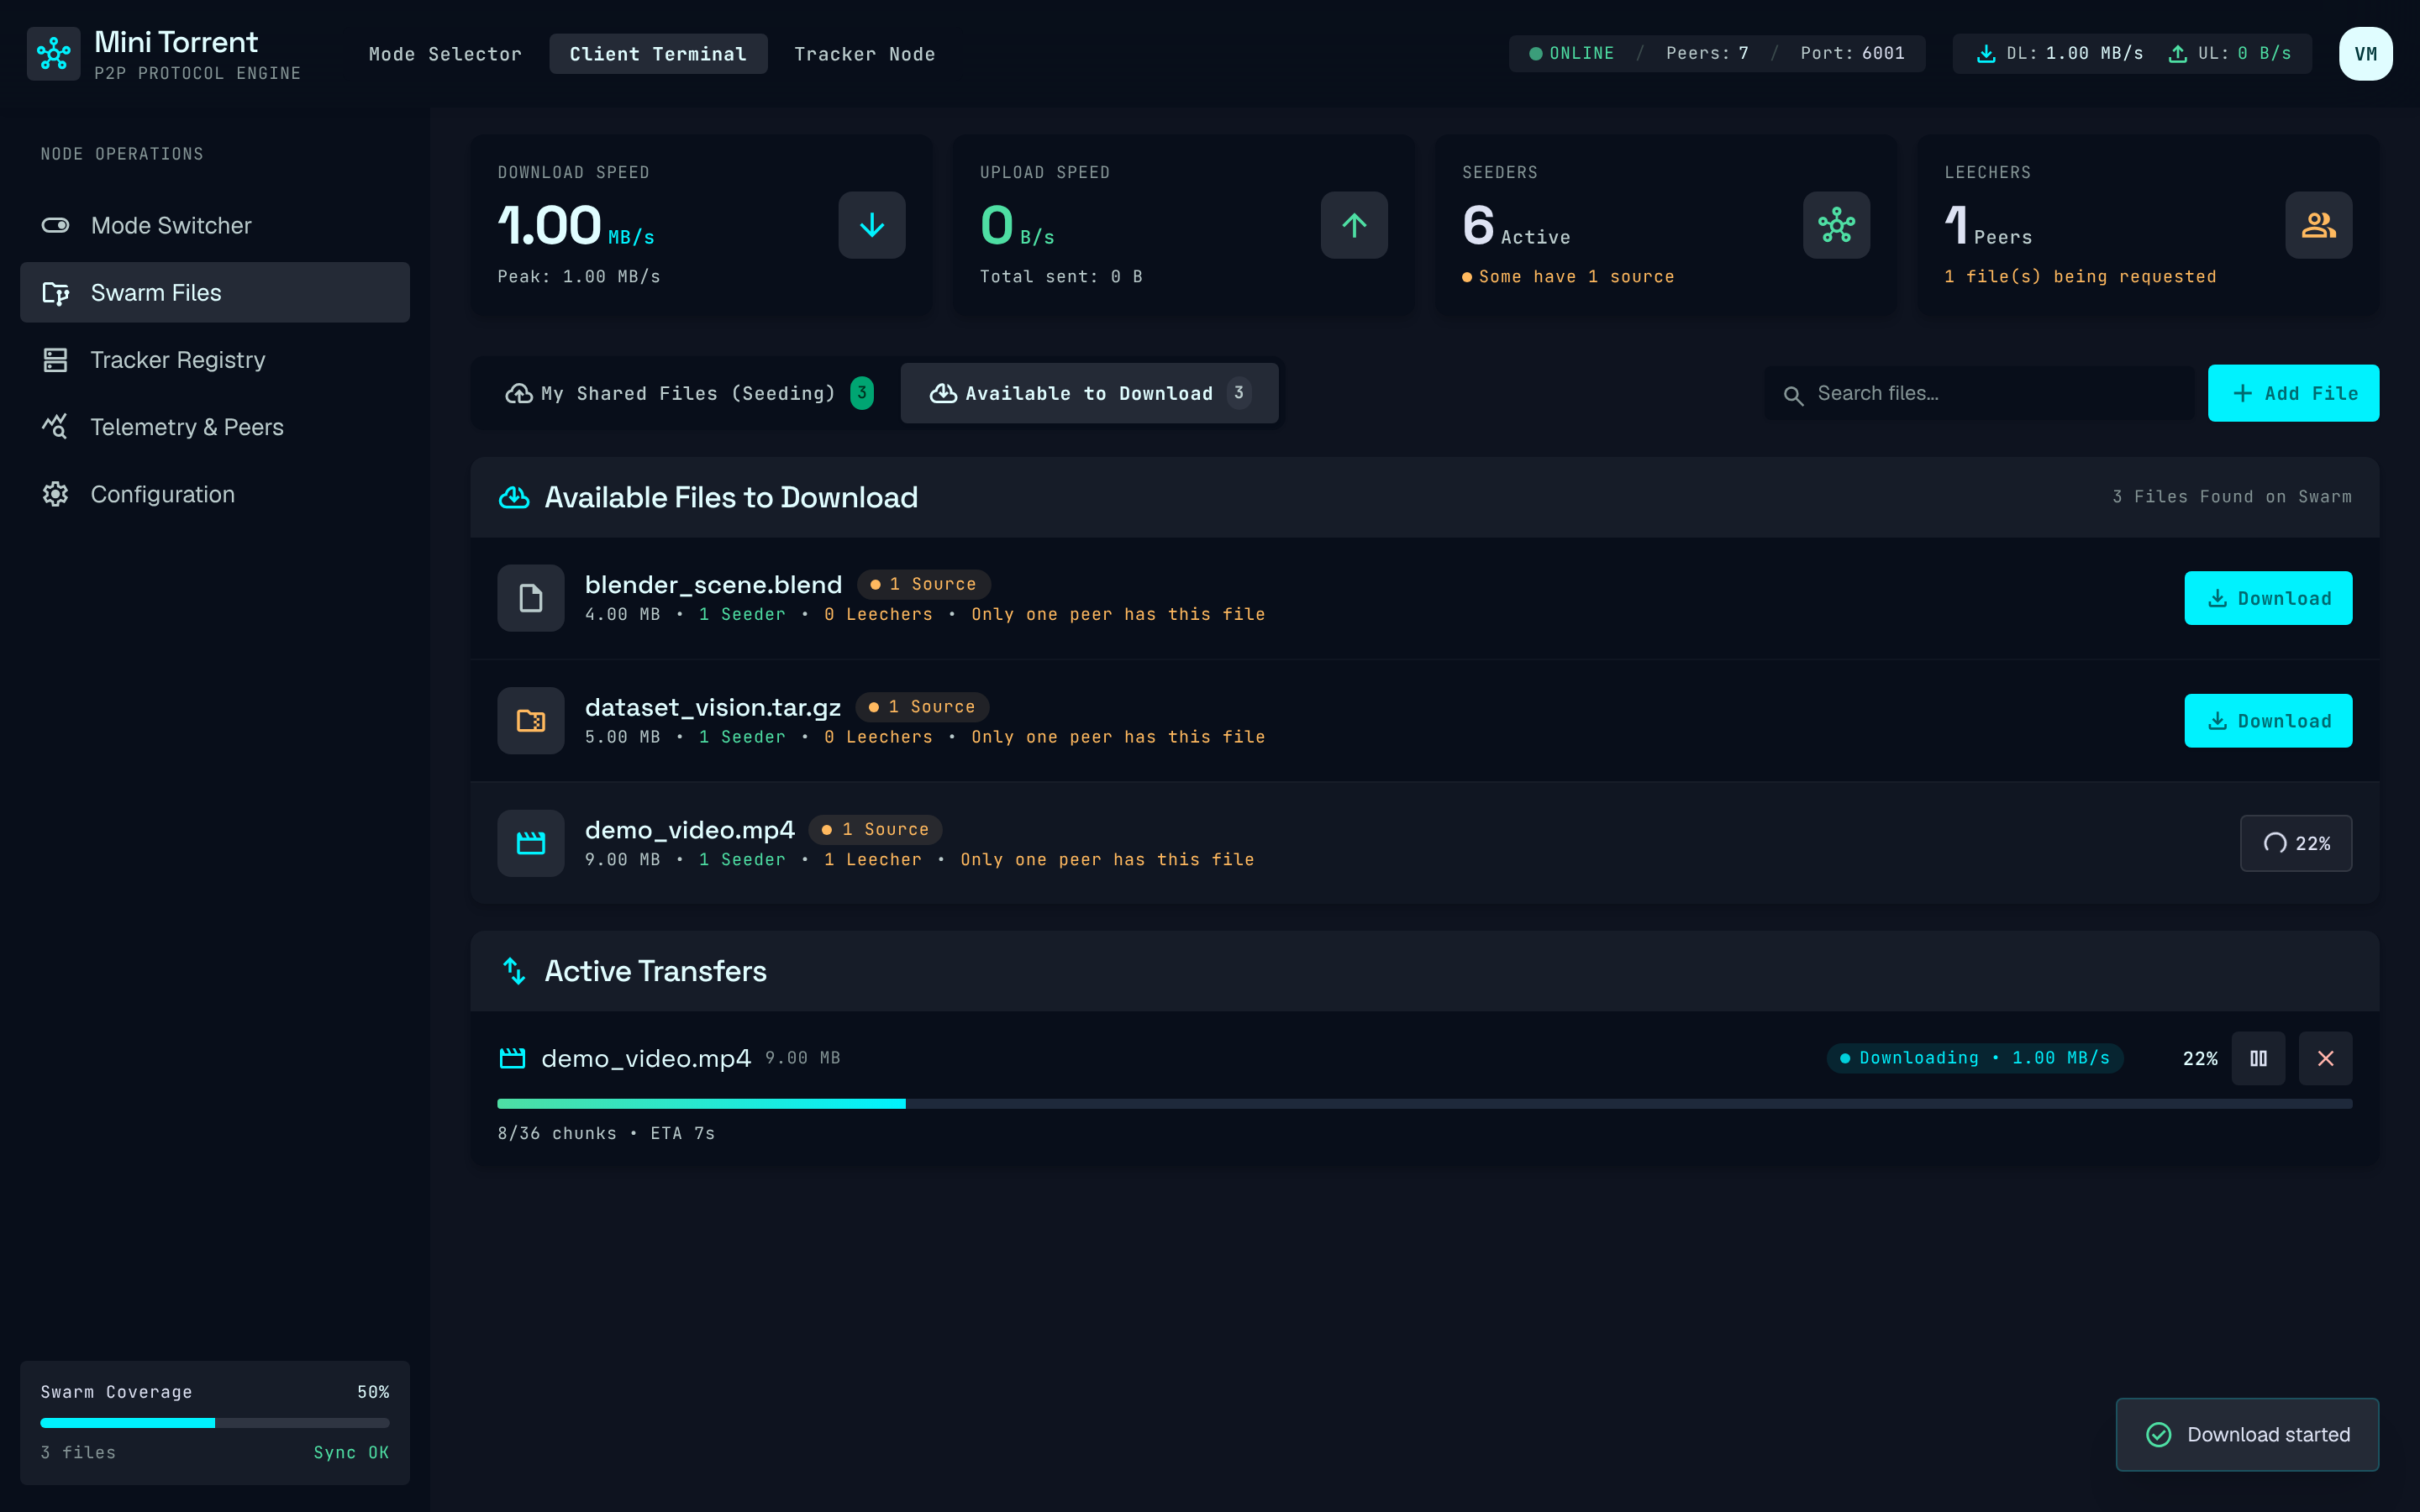 Mini Torrent
P2P PROTOCOL ENGINE
Mode Selector
Client Terminal
Tracker Node
ONLINE / Peers: 7 / Port: 6001
DL: 1.00 MB/s UL: 0 B/s
VM
NODE OPERATIONS
Mode Switcher
Swarm Files
Tracker Registry
Telemetry & Peers
Configuration
Swarm Coverage 50%
3 files Sync OK
DOWNLOAD SPEED
1.00 MB/s
Peak: 1.00 MB/s
UPLOAD SPEED
0 B/s
Total sent: 0 B
SEEDERS
6 Active
Some have 1 source
LEECHERS
1 Peers
1 file(s) being requested
My Shared Files (Seeding) 3
Available to Download 3
Search files...
Add File
Available Files to Download
3 Files Found on Swarm
blender_scene.blend 1 Source
4.00 MB • 1 Seeder • 0 Leechers • Only one peer has this file
Download
dataset_vision.tar.gz 1 Source
5.00 MB • 1 Seeder • 0 Leechers • Only one peer has this file
Download
demo_video.mp4 1 Source
9.00 MB • 1 Seeder • 1 Leecher • Only one peer has this file
22%
Active Transfers
demo_video.mp4 9.00 MB
Downloading • 1.00 MB/s
22%
8/36 chunks • ETA 7s
Download started